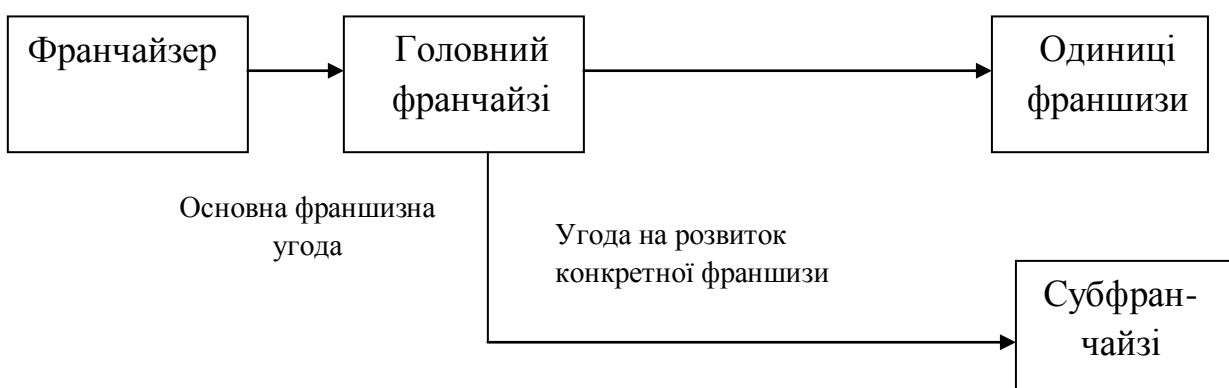 Франчайзер
Головний
франчайзі
Одиниці
франшизи
Основна франшизна
угода
Угода на розвиток
конкретної франшизи
Субфран-
чайзі